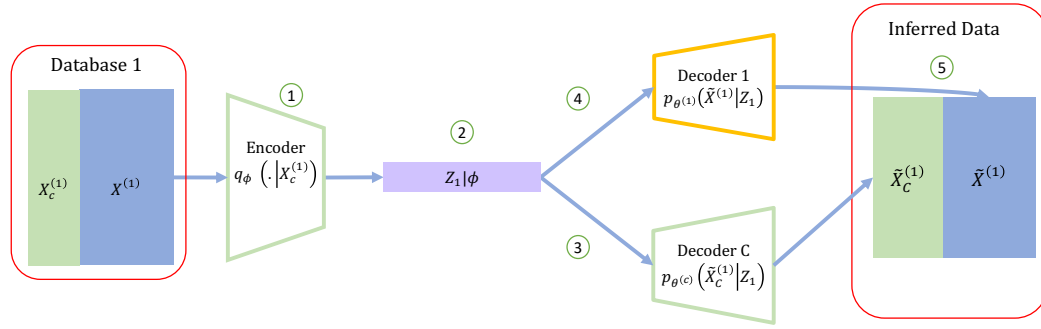 Database 1
X_c^{(1)}
X^{(1)}
①
Encoder
q_ϕ (.|X_c^{(1)})
②
Z_1|ϕ
④
Decoder 1
p_{θ^{(1)}}(X̃^{(1)}|Z_1)
③
Decoder C
p_{θ^{(c)}}(X̃_C^{(1)}|Z_1)
Inferred Data
⑤
X̃_C^{(1)}
X̃^{(1)}